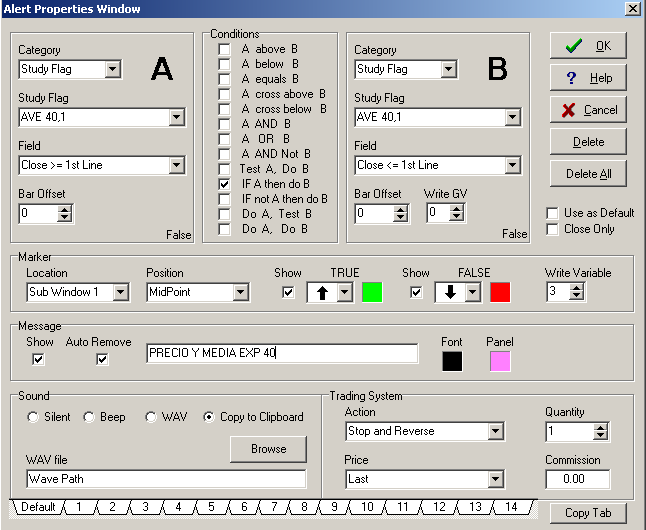 Alert Properties Window
Category
Study Flag
A
Study Flag
AVE 40,1
Field
Close >= 1st Line
Bar Offset
0
False
Conditions
A above B
A below B
A equals B
A cross above B
A cross below B
A AND B
A OR B
A AND Not B
Test A, Do B
IF A then do B
IF not A then do B
Do A, Test B
Do A, Do B
Category
Study Flag
B
Study Flag
AVE 40,1
Field
Close <= 1st Line
Bar Offset Write GV
0 0
False
OK
? Help
Cancel
Delete
Delete All
Use as Default
Close Only
Marker
Location Position Show TRUE Show FALSE Write Variable
Sub Window 1 MidPoint 3
Message
Show Auto Remove PRECIO Y MEDIA EXP 40 Font Panel
Sound
Silent Beep WAV Copy to Clipboard
Browse
WAV file
Wave Path
Trading System
Action Quantity
Stop and Reverse 1
Price Commission
Last 0.00
Default 1 2 3 4 5 6 7 8 9 10 11 12 13 14
Copy Tab